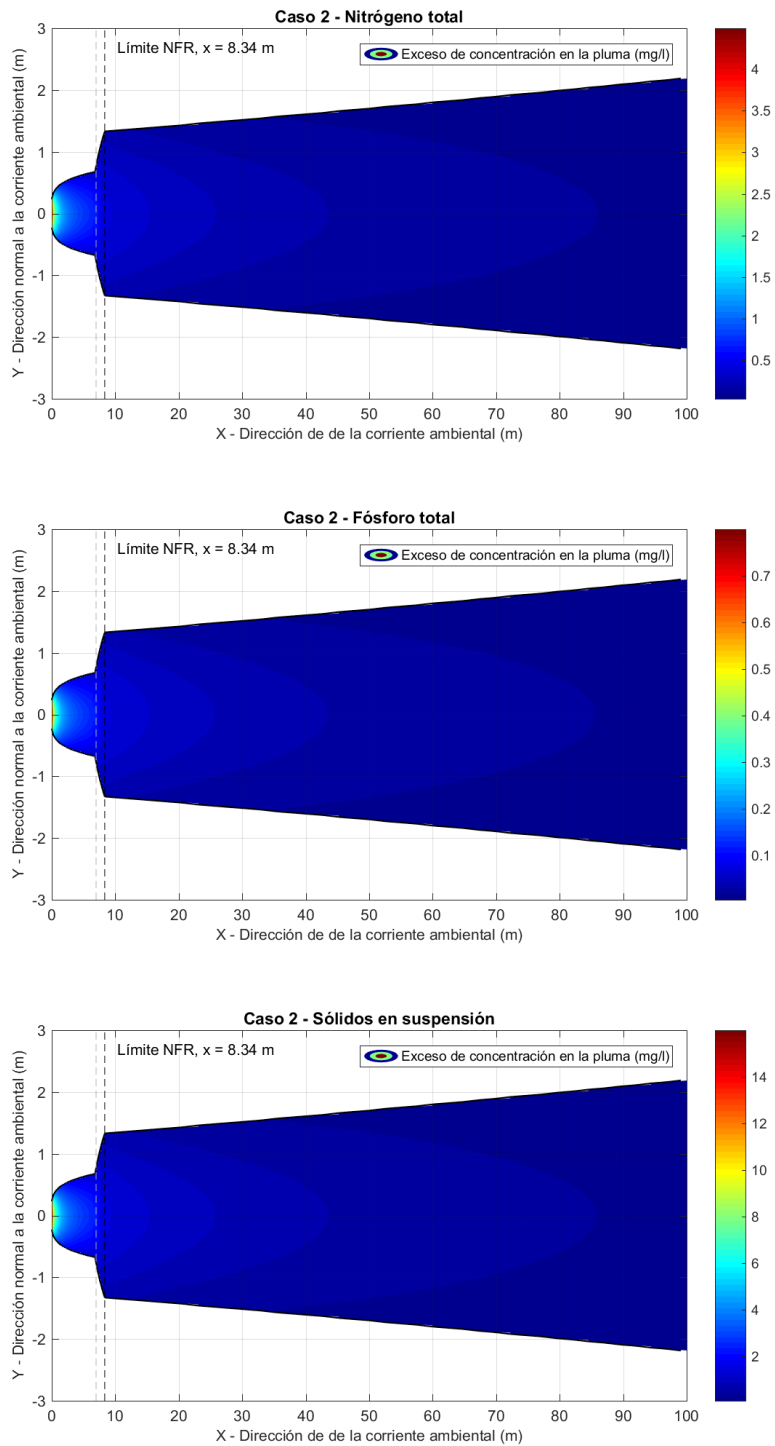 Caso 2 - Nitrógeno total
Límite NFR, x = 8.34 m
Exceso de concentración en la pluma (mg/l)
Y - Dirección normal a la corriente ambiental (m)
3
2
1
0
-1
-2
-3
0 10 20 30 40 50 60 70 80 90 100
X - Dirección de de la corriente ambiental (m)
4
3.5
3
2.5
2
1.5
1
0.5
Caso 2 - Fósforo total
Límite NFR, x = 8.34 m
Exceso de concentración en la pluma (mg/l)
Y - Dirección normal a la corriente ambiental (m)
3
2
1
0
-1
-2
-3
0 10 20 30 40 50 60 70 80 90 100
X - Dirección de de la corriente ambiental (m)
0.7
0.6
0.5
0.4
0.3
0.2
0.1
Caso 2 - Sólidos en suspensión
Límite NFR, x = 8.34 m
Exceso de concentración en la pluma (mg/l)
Y - Dirección normal a la corriente ambiental (m)
3
2
1
0
-1
-2
-3
0 10 20 30 40 50 60 70 80 90 100
X - Dirección de de la corriente ambiental (m)
14
12
10
8
6
4
2